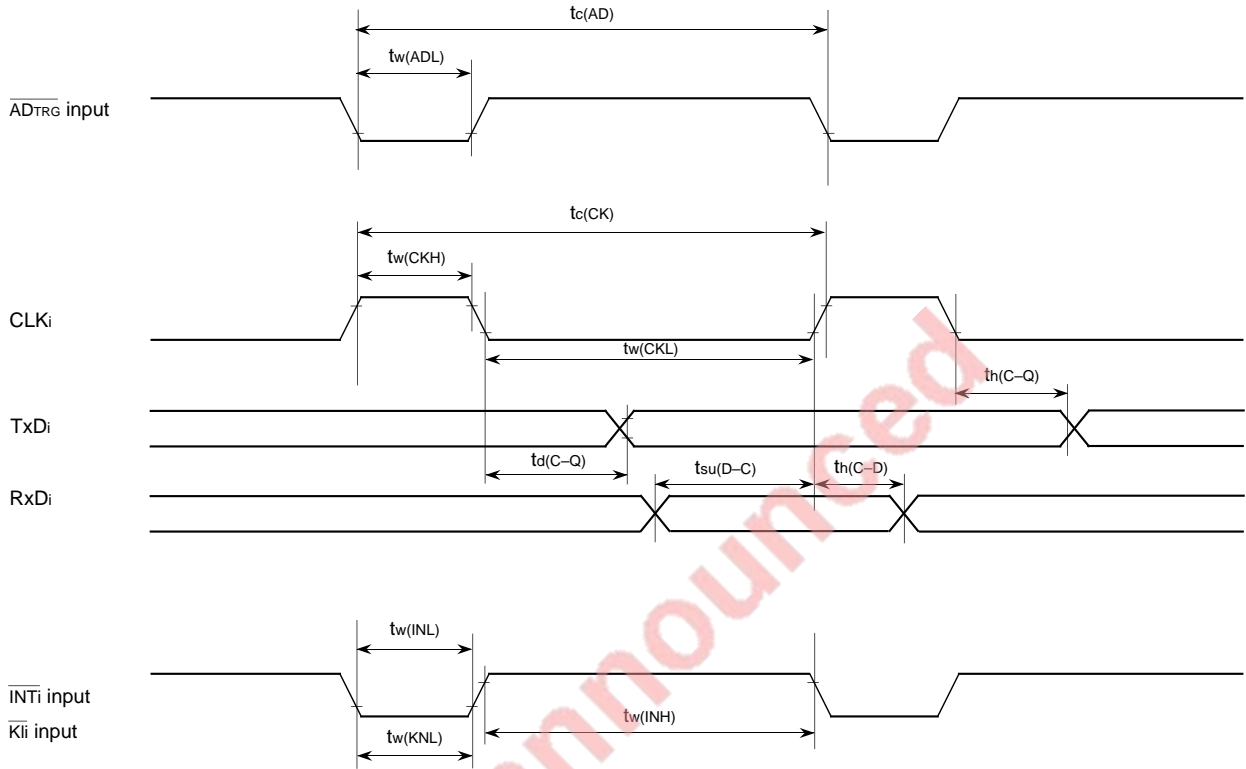 tc(AD)
tw(ADL)
ADTRG input
tc(CK)
tw(CKH)
CLKi
tw(CKL)
th(C–Q)
TxDi
td(C–Q)
tsu(D–C)
th(C–D)
RxDi
tw(INL)
INTi input
tw(INH)
KIi input
tw(KNL)
nnounced